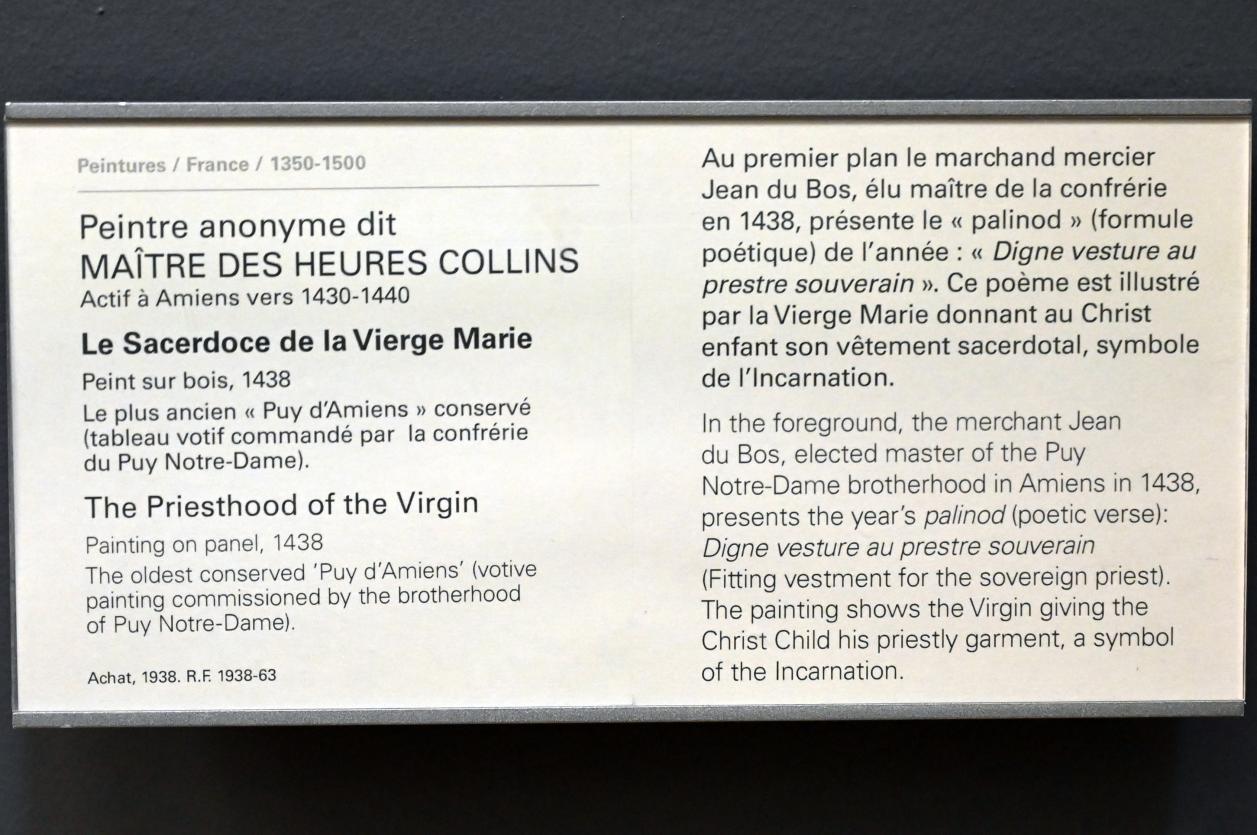 Peintures / France / 1350-1500
Peintre anonyme dit
MAÎTRE DES HEURES COLLINS
Actif à Amiens vers 1430-1440
Le Sacerdoce de la Vierge Marie
Peint sur bois, 1438
Le plus ancien « Puy d'Amiens » conservé
(tableau votif commandé par la confrérie
du Puy Notre-Dame).
The Priesthood of the Virgin
Painting on panel, 1438
The oldest conserved 'Puy d'Amiens' (votive
painting commissioned by the brotherhood
of Puy Notre-Dame).
Achat, 1938. R.F. 1938-63
Au premier plan le marchand mercier
Jean du Bos, élu maître de la confrérie
en 1438, présente le « palinod » (formule
poétique) de l'année : « Digne vesture au
prestre souverain ». Ce poème est illustré
par la Vierge Marie donnant au Christ
enfant son vêtement sacerdotal, symbole
de l'Incarnation.
In the foreground, the merchant Jean
du Bos, elected master of the Puy
Notre-Dame brotherhood in Amiens in 1438,
presents the year's palinod (poetic verse):
Digne vesture au prestre souverain
(Fitting vestment for the sovereign priest).
The painting shows the Virgin giving the
Christ Child his priestly garment, a symbol
of the Incarnation.